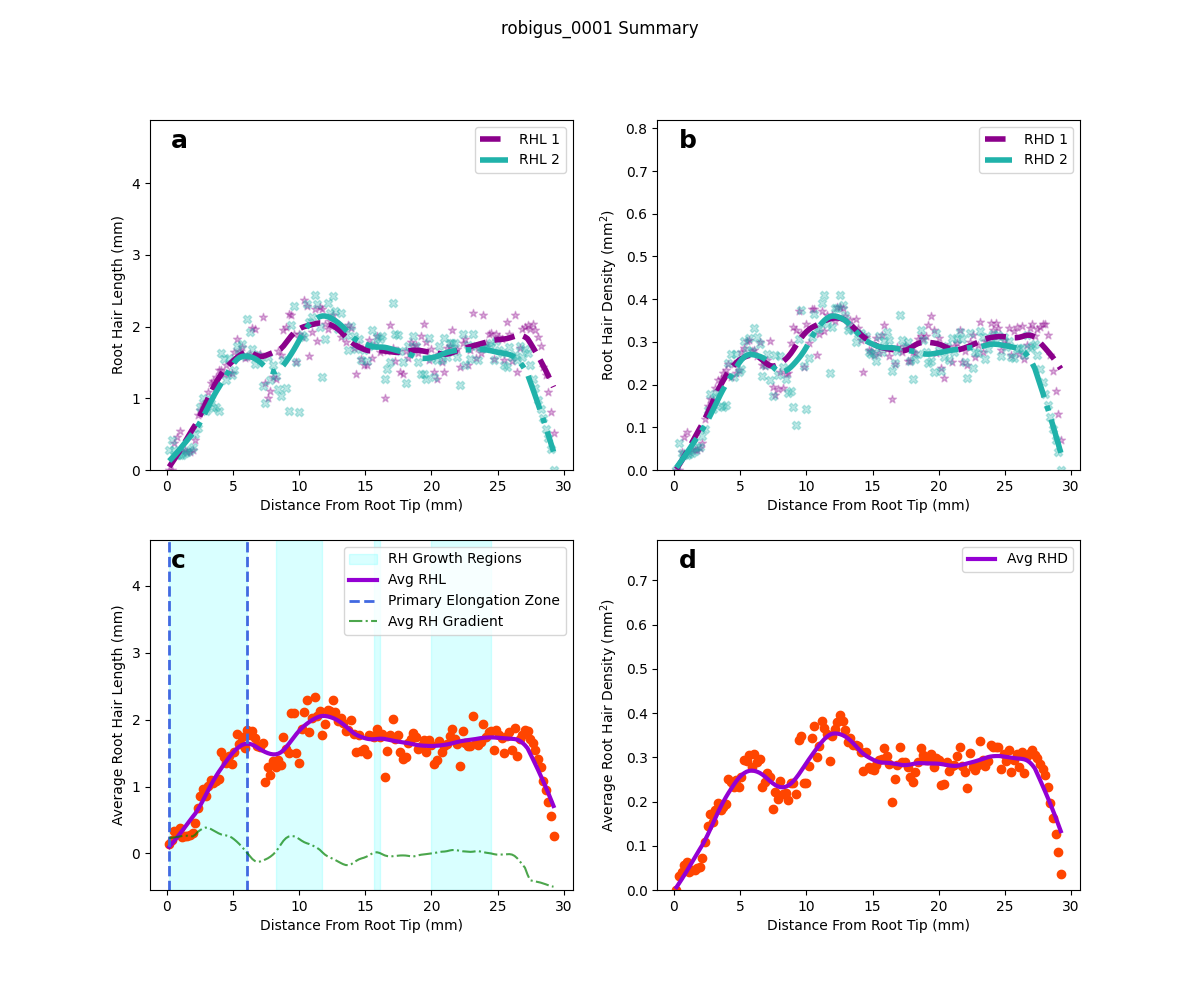 robigus_0001 Summary
a
RHL 1
RHL 2
Root Hair Length (mm)
4
3
2
1
0
0 5 10 15 20 25 30
Distance From Root Tip (mm)
b
RHD 1
RHD 2
Root Hair Density (mm²)
0.8
0.7
0.6
0.5
0.4
0.3
0.2
0.1
0.0
0 5 10 15 20 25 30
Distance From Root Tip (mm)
c
RH Growth Regions
Avg RHL
Primary Elongation Zone
Avg RH Gradient
Average Root Hair Length (mm)
4
3
2
1
0
0 5 10 15 20 25 30
Distance From Root Tip (mm)
d
Avg RHD
Average Root Hair Density (mm²)
0.7
0.6
0.5
0.4
0.3
0.2
0.1
0.0
0 5 10 15 20 25 30
Distance From Root Tip (mm)